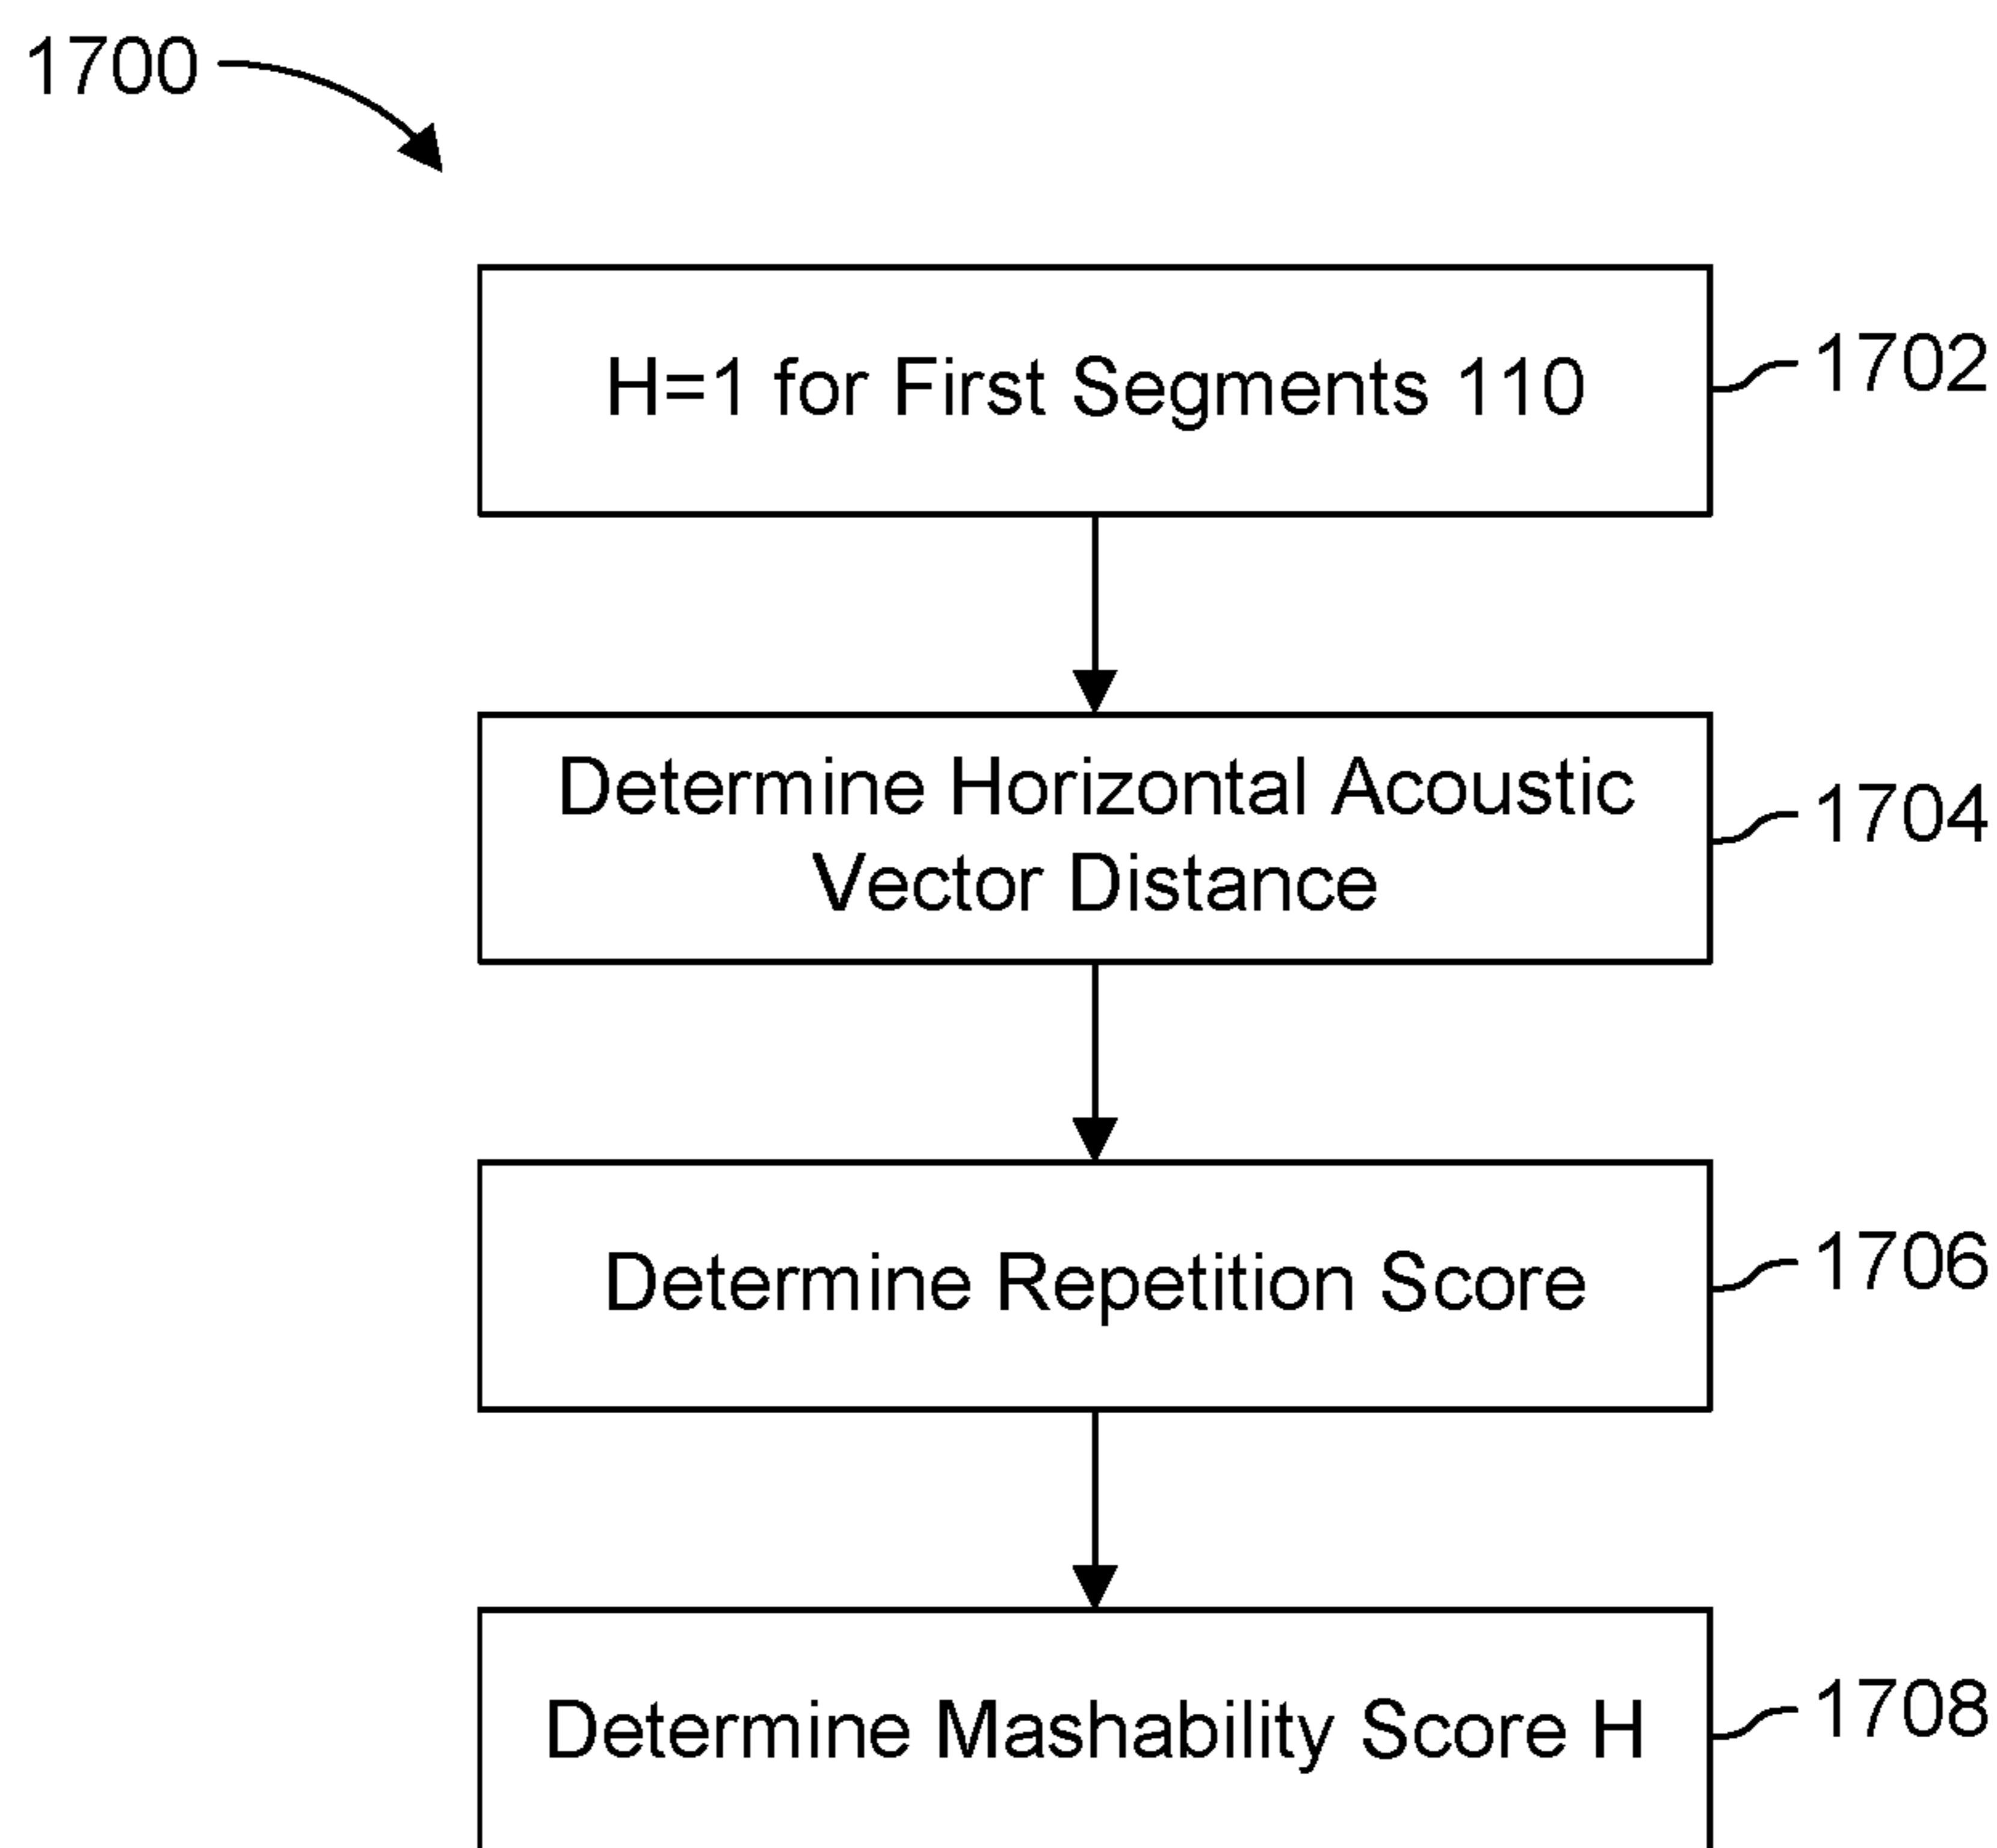 1700
H=1 for First Segments 110
1702
Determine Horizontal Acoustic
Vector Distance
1704
Determine Repetition Score
1706
Determine Mashability Score H
1708